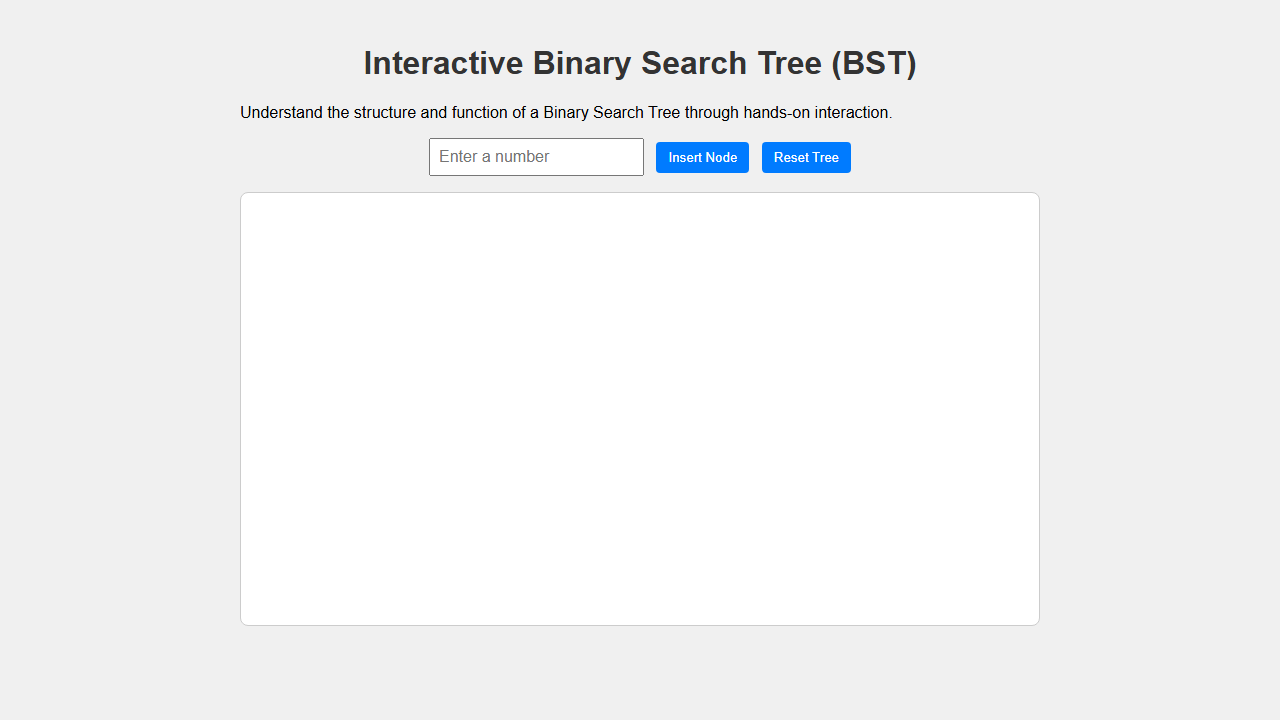 Interactive Binary Search Tree (BST)
Understand the structure and function of a Binary Search Tree through hands-on interaction.
Enter a number Insert Node Reset Tree